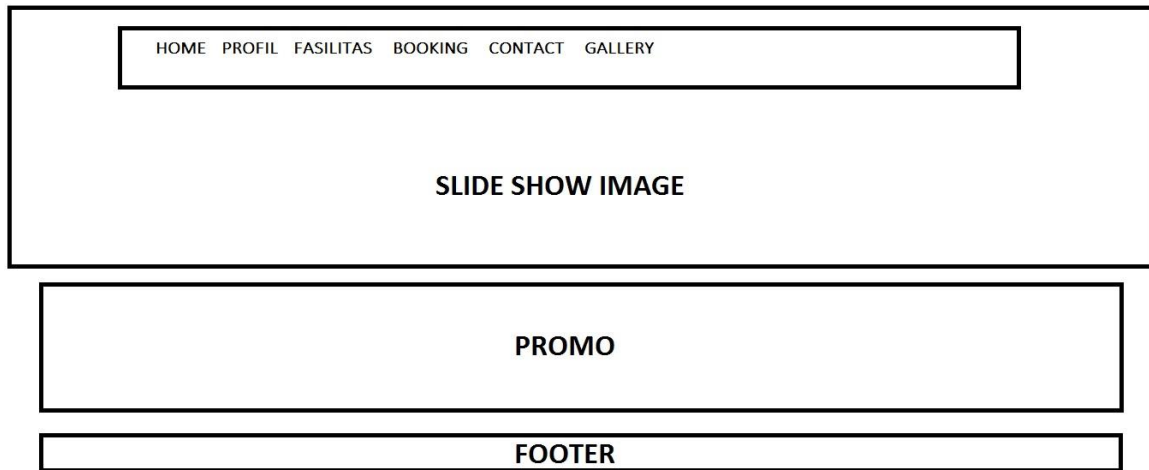 HOME PROFIL FASILITAS BOOKING CONTACT GALLERY
SLIDE SHOW IMAGE
PROMO
FOOTER